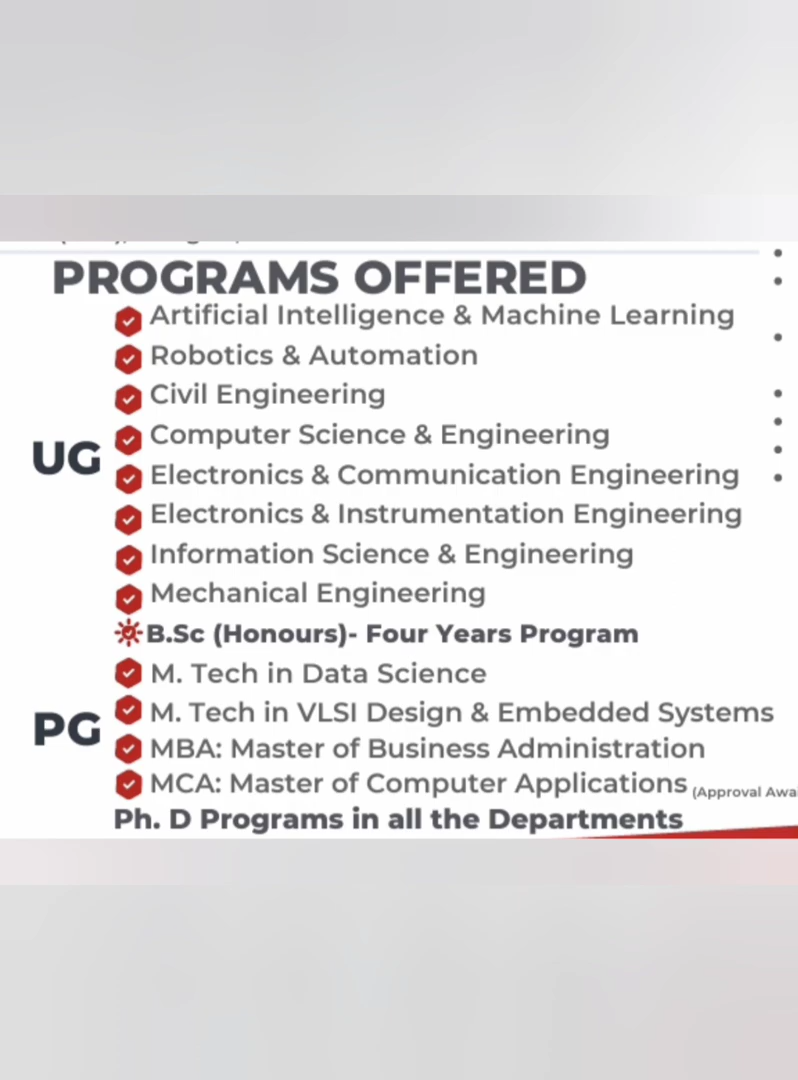 PROGRAMS OFFERED
UG
Artificial Intelligence & Machine Learning
Robotics & Automation
Civil Engineering
Computer Science & Engineering
Electronics & Communication Engineering
Electronics & Instrumentation Engineering
Information Science & Engineering
Mechanical Engineering
B.Sc (Honours)- Four Years Program
PG
M. Tech in Data Science
M. Tech in VLSI Design & Embedded Systems
MBA: Master of Business Administration
MCA: Master of Computer Applications (Approval
Ph. D Programs in all the Departments